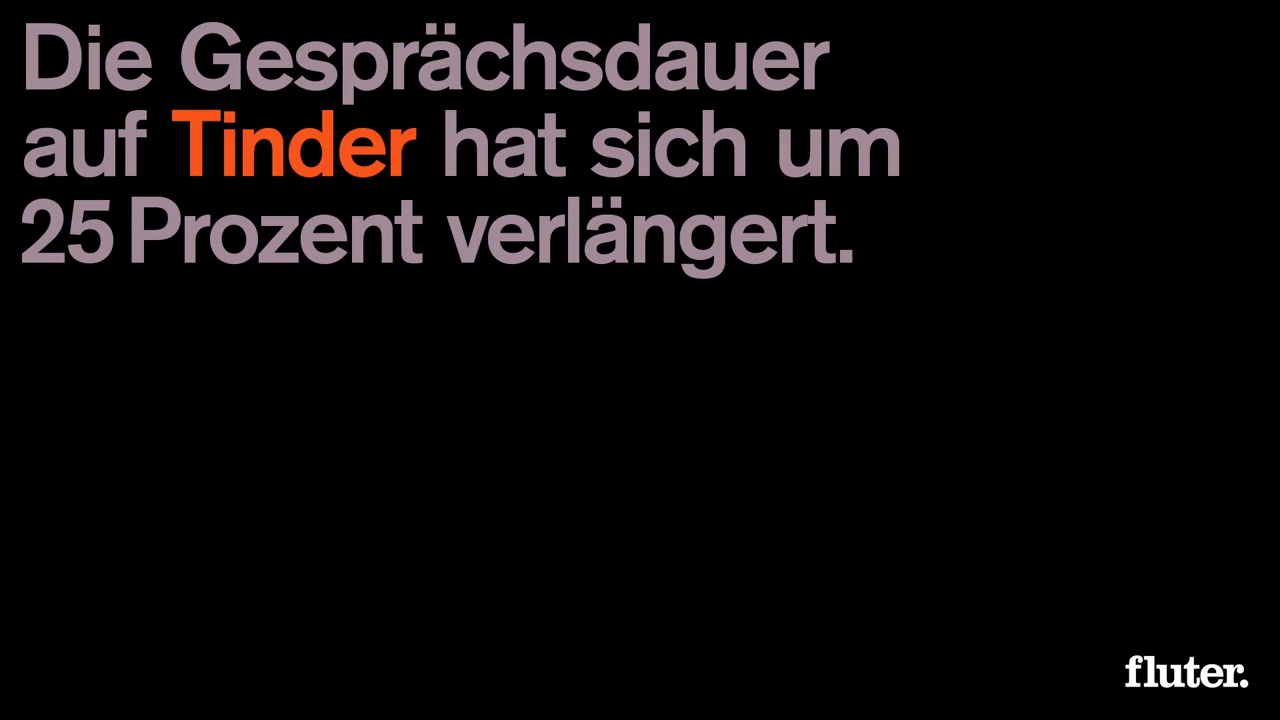 Die Gesprächsdauer
auf Tinder hat sich um
25 Prozent verlängert.
fluter.